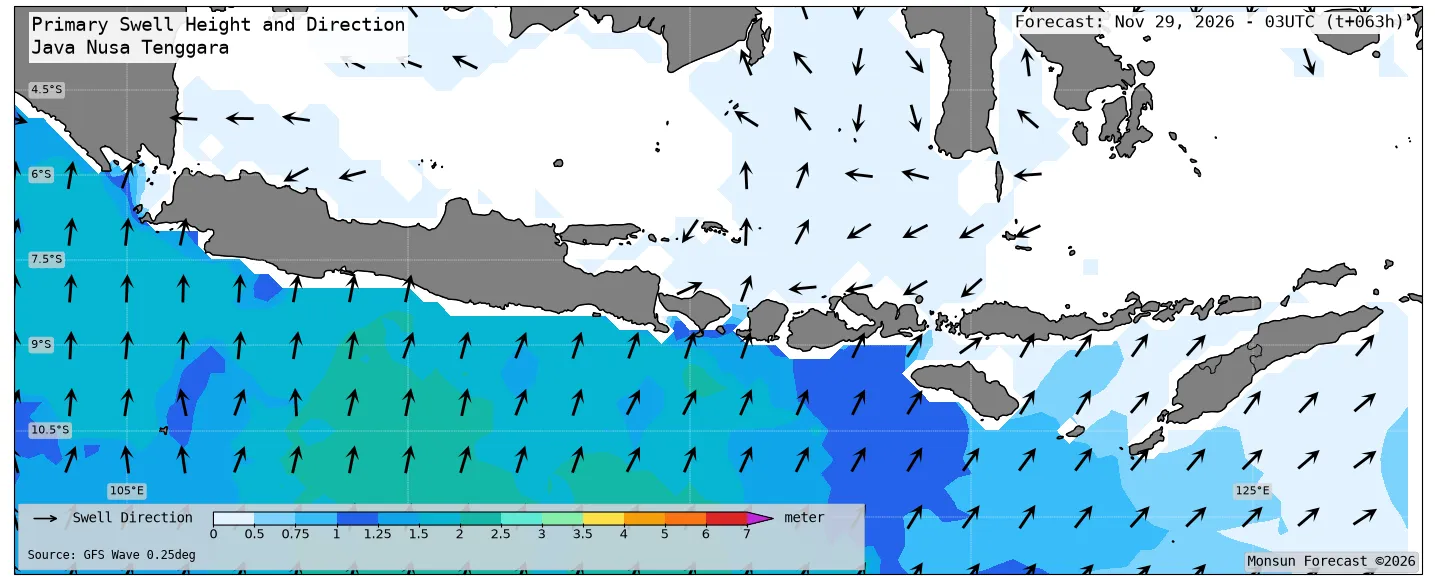 Primary Swell Height and Direction
Java Nusa Tenggara
Forecast: Nov 29, 2026 - 03UTC (t+063h)
4.5°S
6°S
7.5°S
9°S
10.5°S
105°E
125°E
Swell Direction
0 0.5 0.75 1 1.25 1.5 2 2.5 3 3.5 4 5 6 7
meter
Source: GFS Wave 0.25deg
Monsun Forecast ©2026